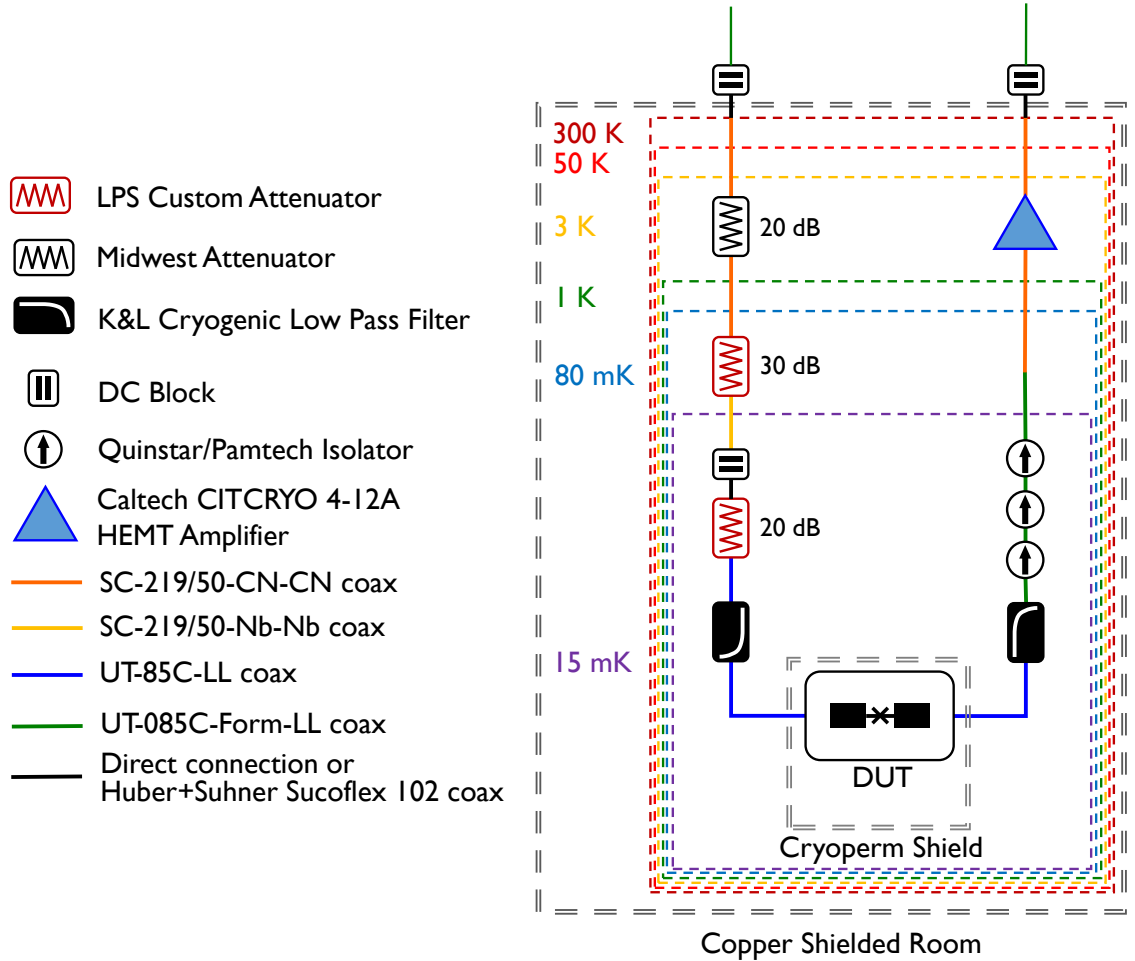 LPS Custom Attenuator
Midwest Attenuator
K&L Cryogenic Low Pass Filter
DC Block
Quinstar/Pamtech Isolator
Caltech CITCRYO 4-12A
HEMT Amplifier
SC-219/50-CN-CN coax
SC-219/50-Nb-Nb coax
UT-85C-LL coax
UT-085C-Form-LL coax
Direct connection or
Huber+Suhner Sucoflex 102 coax
300 K
50 K
3 K
20 dB
1 K
80 mK
30 dB
20 dB
15 mK
DUT
Cryoperm Shield
Copper Shielded Room